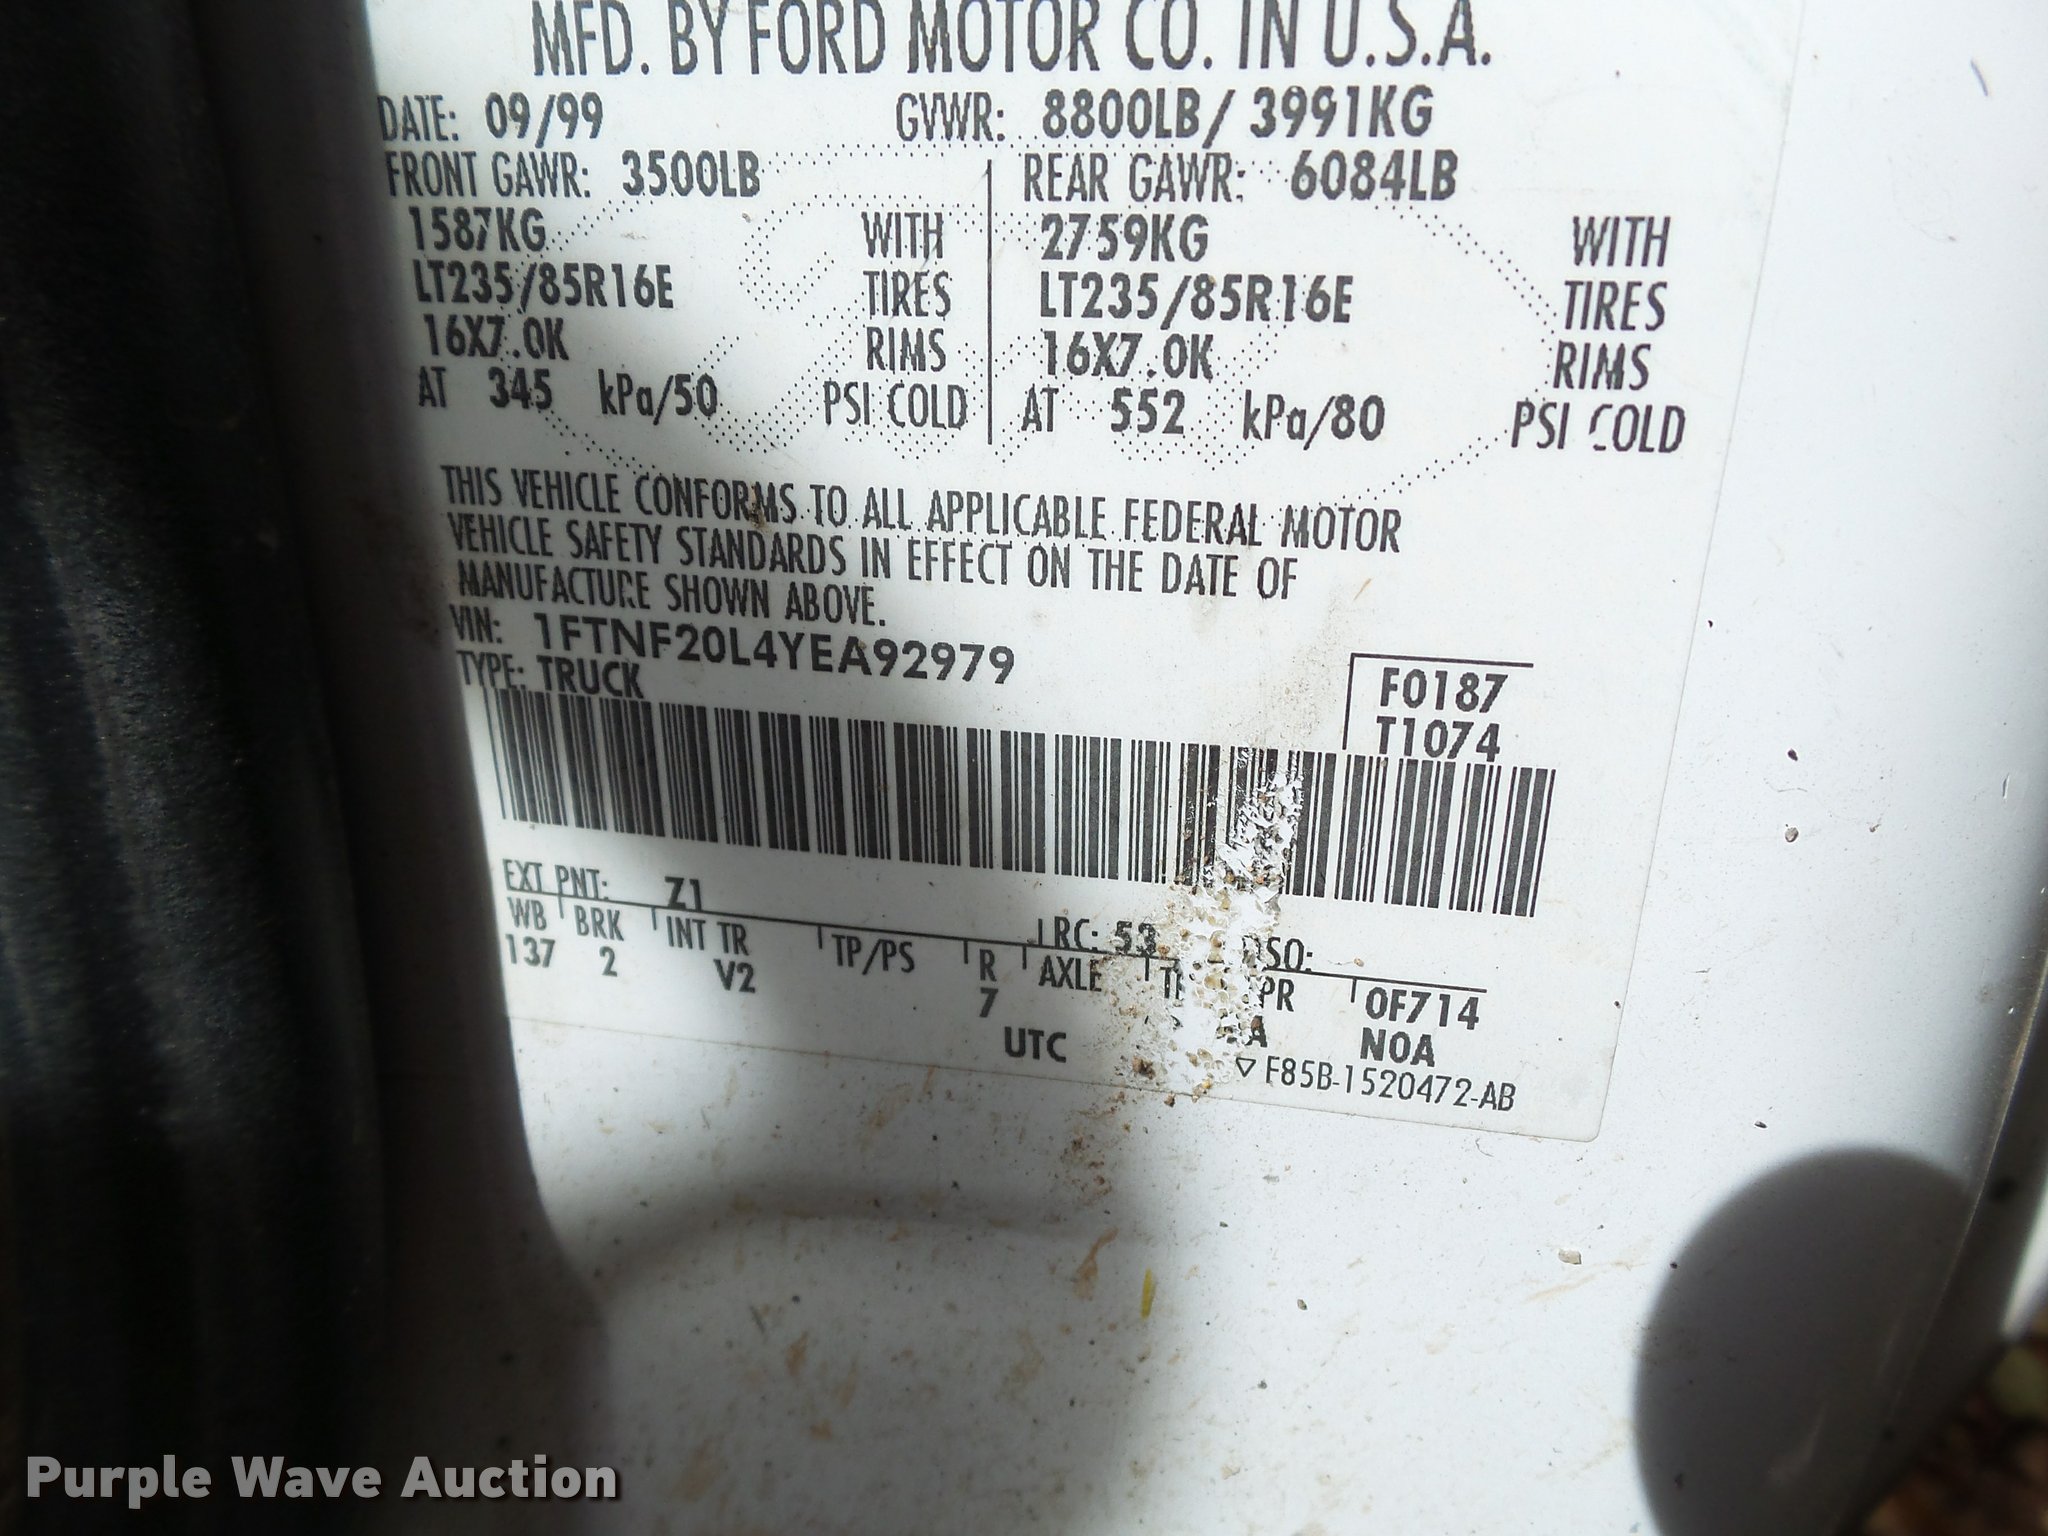 MFD. BY FORD MOTOR CO. IN U.S.A.
DATE: 09/99 GVWR: 8800LB/ 3991KG
FRONT GAWR: 3500LB REAR GAWR: 6084LB
1587KG WITH 2759KG WITH
LT235/85R16E TIRES LT235/85R16E TIRES
16X7.0K RIMS 16X7.0K RIMS
AT 345 kPa/50 PSI COLD AT 552 kPa/80 PSI COLD
THIS VEHICLE CONFORMS TO ALL APPLICABLE FEDERAL MOTOR
VEHICLE SAFETY STANDARDS IN EFFECT ON THE DATE OF
MANUFACTURE SHOWN ABOVE.
VIN: 1FTNF20L4YEA92979
TYPE: TRUCK F0187
T1074
EXT PNT: Z1 RC: 53 DSO:
WB BRK INT TR TP/PS R AXLE 0F714
137 2 V2 7 N0A
UTC F85B-1520472-AB
Purple Wave Auction